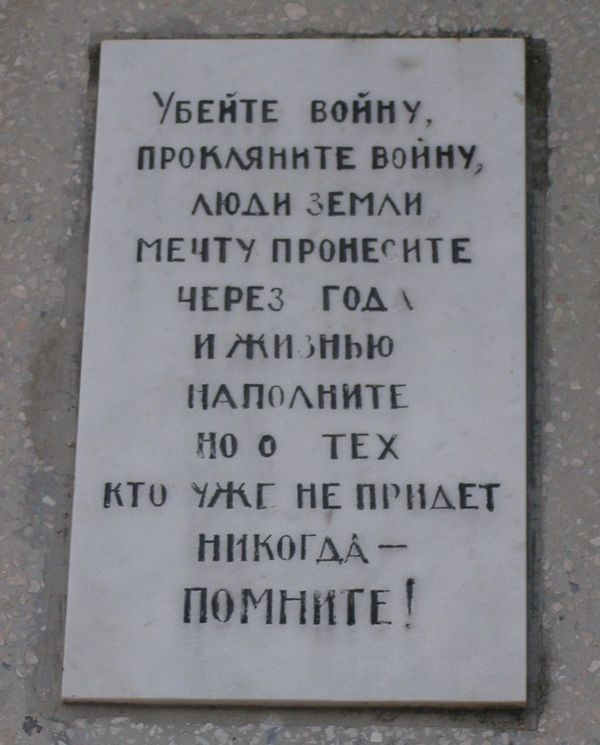 Убейте войну,
прокляните войну,
люди земли
мечту пронесите
через года
и жизнью
наполните
но о тех
кто уже не придет
никогда –
помните!